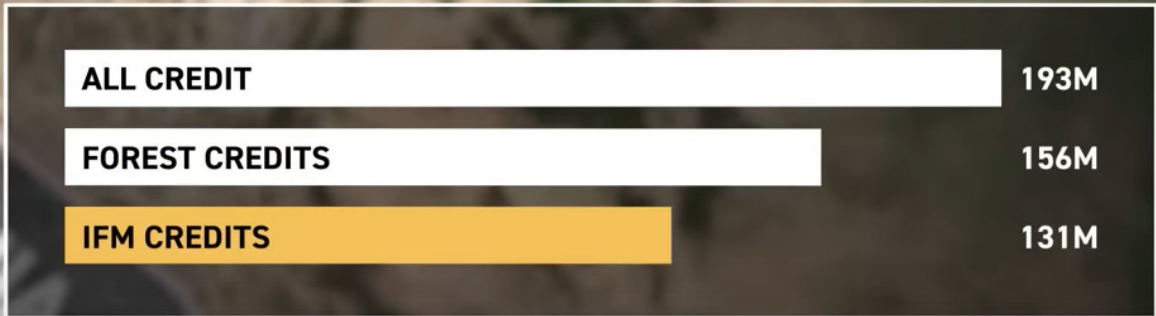 ALL CREDIT 193M
FOREST CREDITS 156M
IFM CREDITS 131M